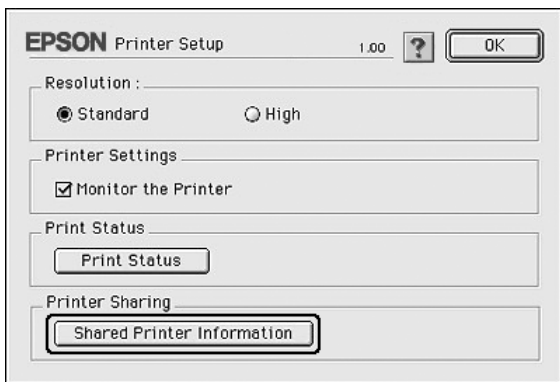 EPSON Printer Setup 1.00 ? OK
Resolution :
Standard High
Printer Settings
Monitor the Printer
Print Status
Print Status
Printer Sharing
Shared Printer Information